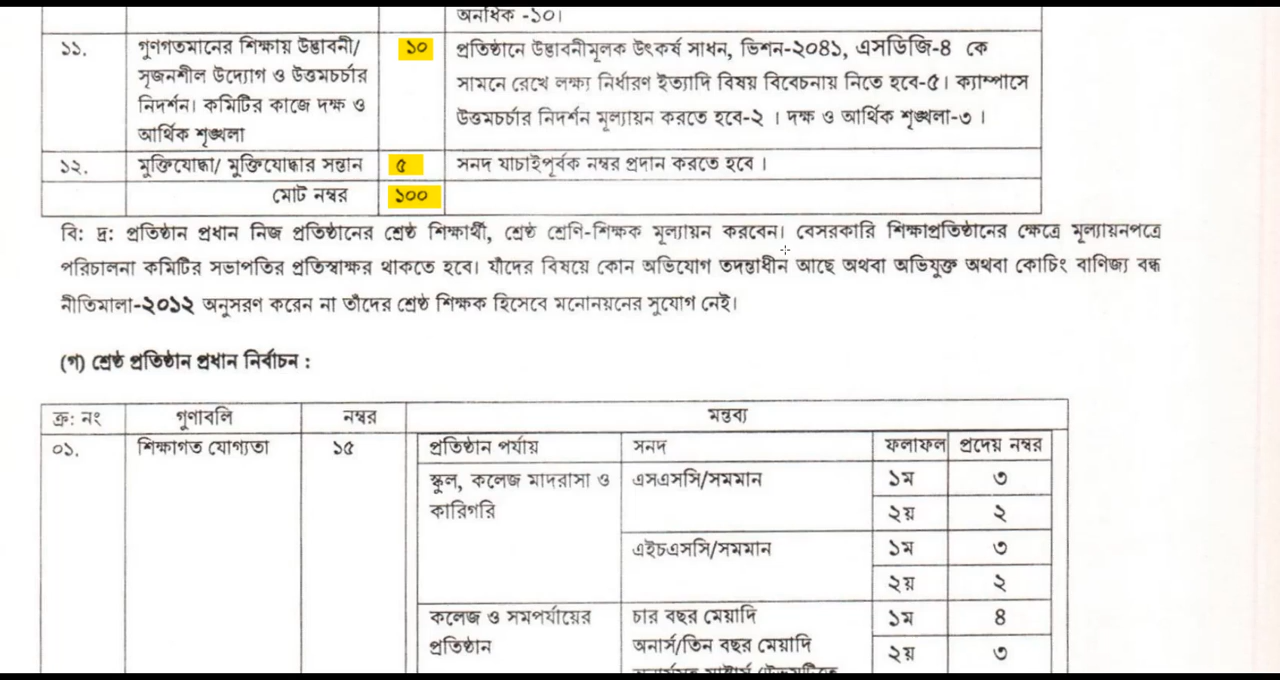 অনধিক -১০।
১১. গুণগতমানের শিক্ষায় উদ্ভাবনী/ ১০ প্রতিষ্ঠানে উদ্ভাবনীমূলক উৎকর্ষ সাধন, ভিশন-২০৪১, এসডিজি-৪ কে
সৃজনশীল উদ্যোগ ও উত্তমচর্চার সামনে রেখে লক্ষ্য নির্ধারণ ইত্যাদি বিষয় বিবেচনায় নিতে হবে-৫। ক্যাম্পাসে
নিদর্শন। কমিটির কাজে দক্ষ ও উত্তমচর্চার নিদর্শন মূল্যায়ন করতে হবে-২ । দক্ষ ও আর্থিক শৃঙ্খলা-৩ ।
আর্থিক শৃঙ্খলা
১২. মুক্তিযোদ্ধা/ মুক্তিযোদ্ধার সন্তান ৫ সনদ যাচাইপূর্বক নম্বর প্রদান করতে হবে ।
মোট নম্বর ১০০
বি: দ্র: প্রতিষ্ঠান প্রধান নিজ প্রতিষ্ঠানের শ্রেষ্ঠ শিক্ষার্থী, শ্রেষ্ঠ শ্রেণি-শিক্ষক মূল্যায়ন করবেন। বেসরকারি শিক্ষাপ্রতিষ্ঠানের ক্ষেত্রে মূল্যায়নপত্রে
পরিচালনা কমিটির সভাপতির প্রতিস্বাক্ষর থাকতে হবে। যাঁদের বিষয়ে কোন অভিযোগ তদন্তাধীন আছে অথবা অভিযুক্ত অথবা কোচিং বাণিজ্য বন্ধ
নীতিমালা-২০১২ অনুসরণ করেন না তাঁদের শ্রেষ্ঠ শিক্ষক হিসেবে মনোনয়নের সুযোগ নেই।
(গ) শ্রেষ্ঠ প্রতিষ্ঠান প্রধান নির্বাচন :
ক্র: নং গুণাবলি নম্বর মন্তব্য
০১. শিক্ষাগত যোগ্যতা ১৫ প্রতিষ্ঠান পর্যায় সনদ ফলাফল প্রদেয় নম্বর
স্কুল, কলেজ মাদরাসা ও এসএসসি/সমমান ১ম ৩
কারিগরি ২য় ২
এইচএসসি/সমমান ১ম ৩
২য় ২
কলেজ ও সমপর্যায়ের চার বছর মেয়াদি ১ম ৪
প্রতিষ্ঠান অনার্স/তিন বছর মেয়াদি ২য় ৩